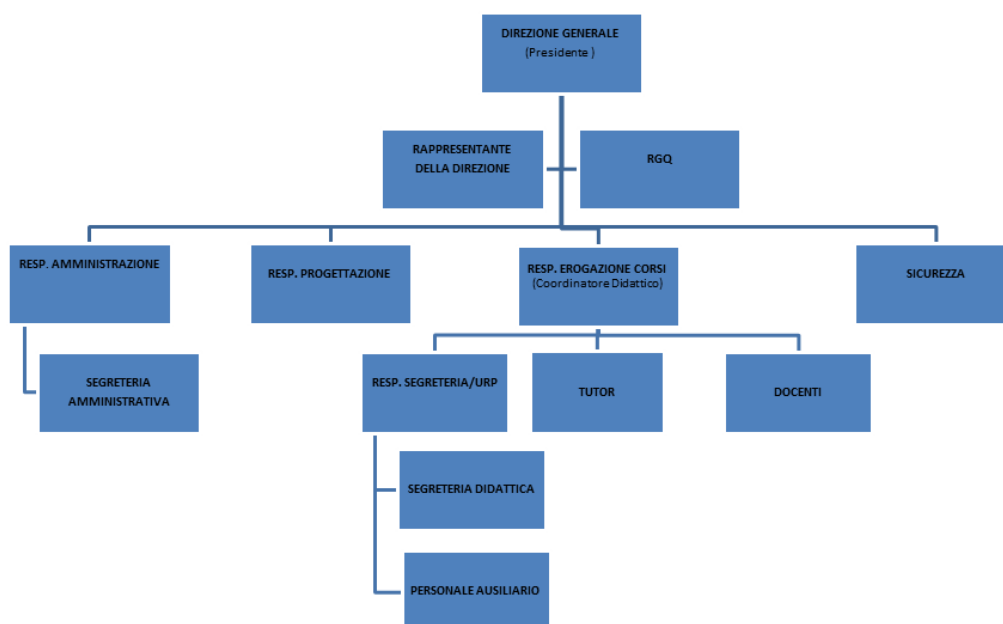 DIREZIONE GENERALE
(Presidente )
RAPPRESENTANTE
DELLA DIREZIONE
RGQ
RESP. AMMINISTRAZIONE
RESP. PROGETTAZIONE
RESP. EROGAZIONE CORSI
(Coordinatore Didattico)
SICUREZZA
SEGRETERIA
AMMINISTRATIVA
RESP. SEGRETERIA/URP
TUTOR
DOCENTI
SEGRETERIA DIDATTICA
PERSONALE AUSILIARIO